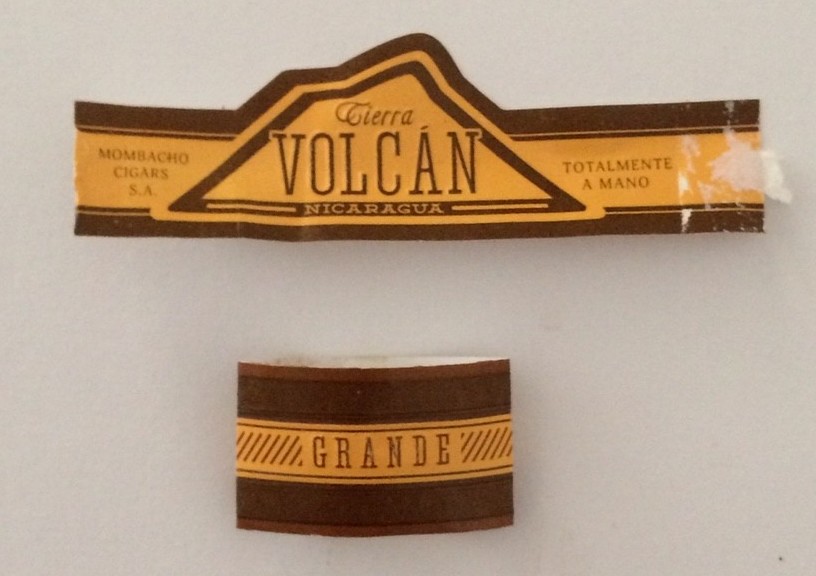 Tierra
VOLCÁN
NICARAGUA
MOMBACHO
CIGARS
S.A.
TOTALMENTE
A MANO
GRANDE